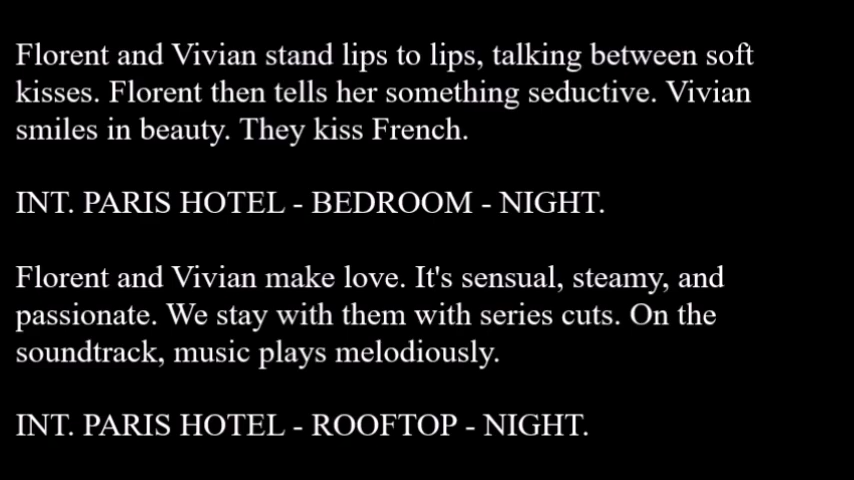 Florent and Vivian stand lips to lips, talking between soft
kisses. Florent then tells her something seductive. Vivian
smiles in beauty. They kiss French.
INT. PARIS HOTEL - BEDROOM - NIGHT.
Florent and Vivian make love. It's sensual, steamy, and
passionate. We stay with them with series cuts. On the
soundtrack, music plays melodiously.
INT. PARIS HOTEL - ROOFTOP - NIGHT.